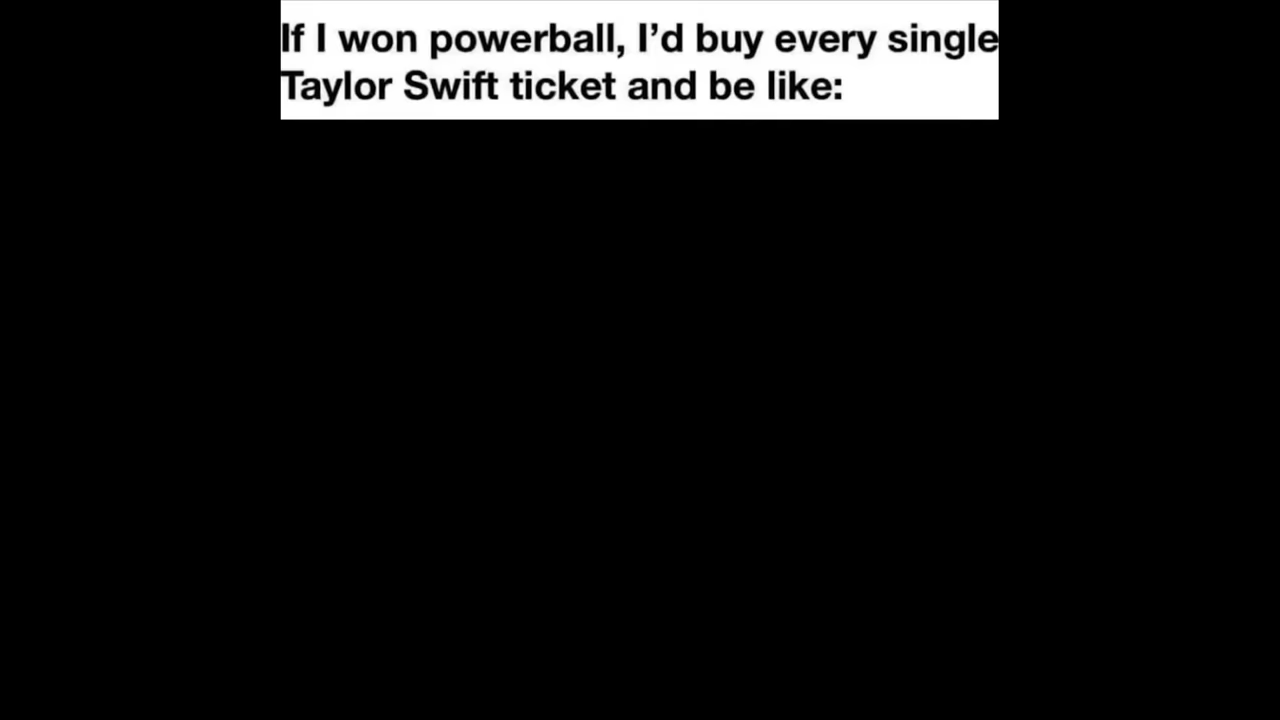 If I won powerball, I’d buy every single
Taylor Swift ticket and be like: